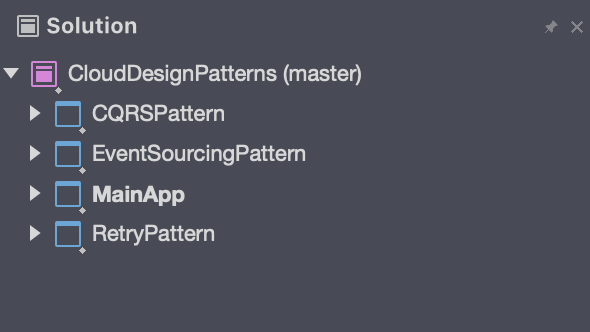 Solution
CloudDesignPatterns (master)
CQRSPattern
EventSourcingPattern
MainApp
RetryPattern